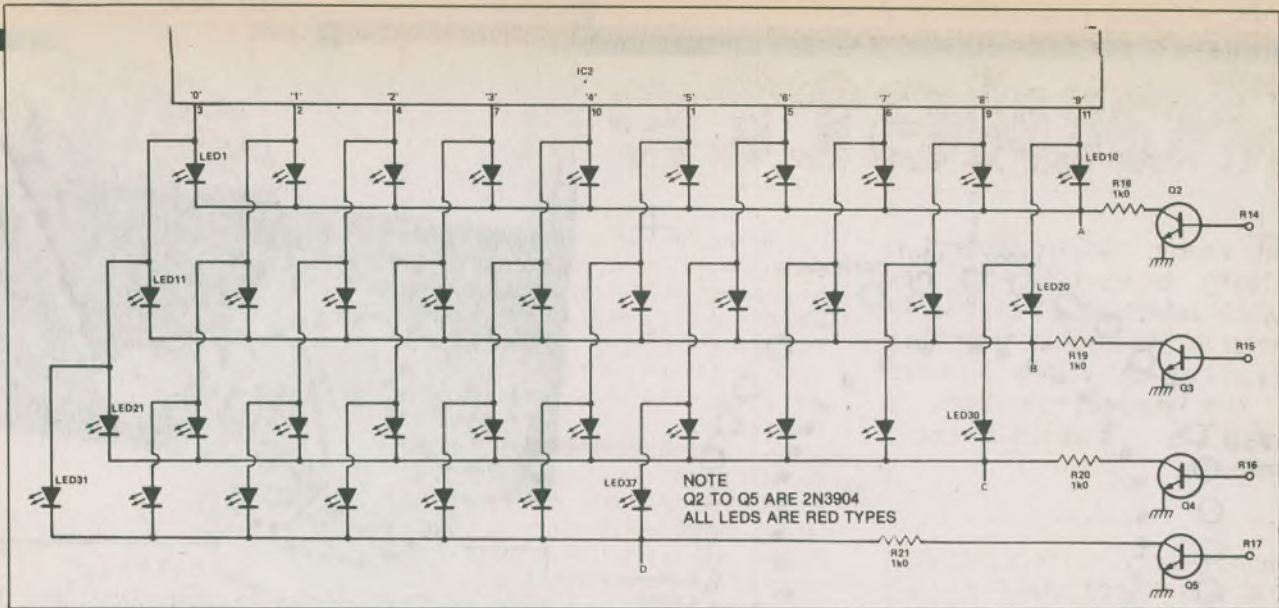 IC2
'0' '1' '2' '3' '4' '5' '6' '7' '8' '9'
3 2 4 7 10 1 5 6 9 11
LED1
LED10
R18
1k0
Q2
R14
A
LED11
LED20
R19
1k0
R15
B
Q3
LED21
LED30
R20
1k0
R16
C
Q4
LED31
LED37
NOTE
Q2 TO Q5 ARE 2N3904
ALL LEDS ARE RED TYPES
R21
1k0
R17
D
Q5